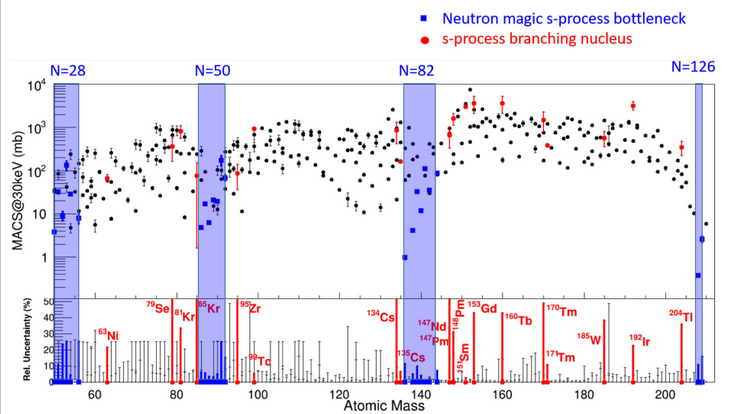 Neutron magic s-process bottleneck
s-process branching nucleus
N=28
N=50
N=82
N=126
MACS@30keV (mb)
10⁴
10³
10²
10
1
Rel. Uncertainty (%)
50
40
30
20
10
0
⁶³Ni
⁷⁹Se
⁸¹Kr
⁸⁵Kr
⁹⁵Zr
⁹⁹Tc
¹³⁴Cs
¹³⁵Cs
¹⁴⁷Nd
¹⁴⁷Pm
¹⁴⁸Pm
¹⁵¹Sm
¹⁵³Gd
¹⁶⁰Tb
¹⁷⁰Tm
¹⁷¹Tm
¹⁸⁵W
¹⁹²Ir
²⁰⁴Tl
60 80 100 120 140 160 180 200
Atomic Mass